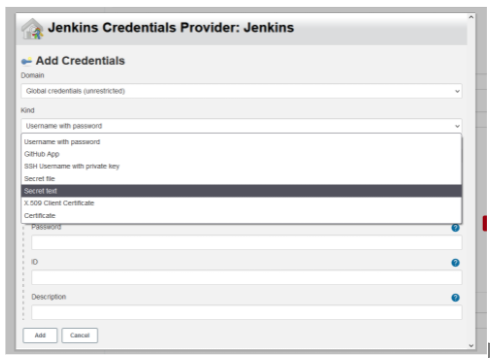 Jenkins Credentials Provider: Jenkins
Add Credentials
Domain
Global credentials (unrestricted)
Kind
Username with password
Username with password
GitHub App
SSH Username with private key
Secret file
Secret text
X.509 Client Certificate
Certificate
Password
ID
Description
Add Cancel